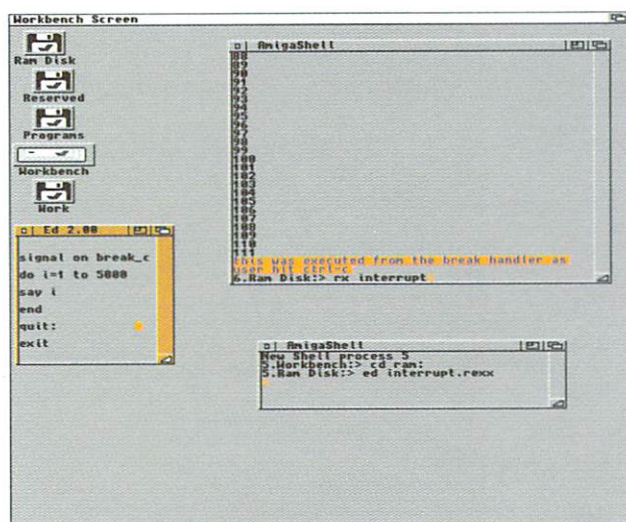 Workbench Screen
Ram Disk
Reserved
Programs
Workbench
Work
AmigaShell
88
89
90
91
92
93
94
95
96
97
98
99
100
101
102
103
104
105
106
107
108
109
110
111
this was executed from the break handler as
user hit ctrl-c
6.Ram Disk:> rx interrupt
Ed 2.00
signal on break_c
do i=1 to 5000
say i
end
quit:
exit
AmigaShell
New Shell process 5
5.Workbench:> cd ram:
5.Ram Disk:> ed interrupt.rexx